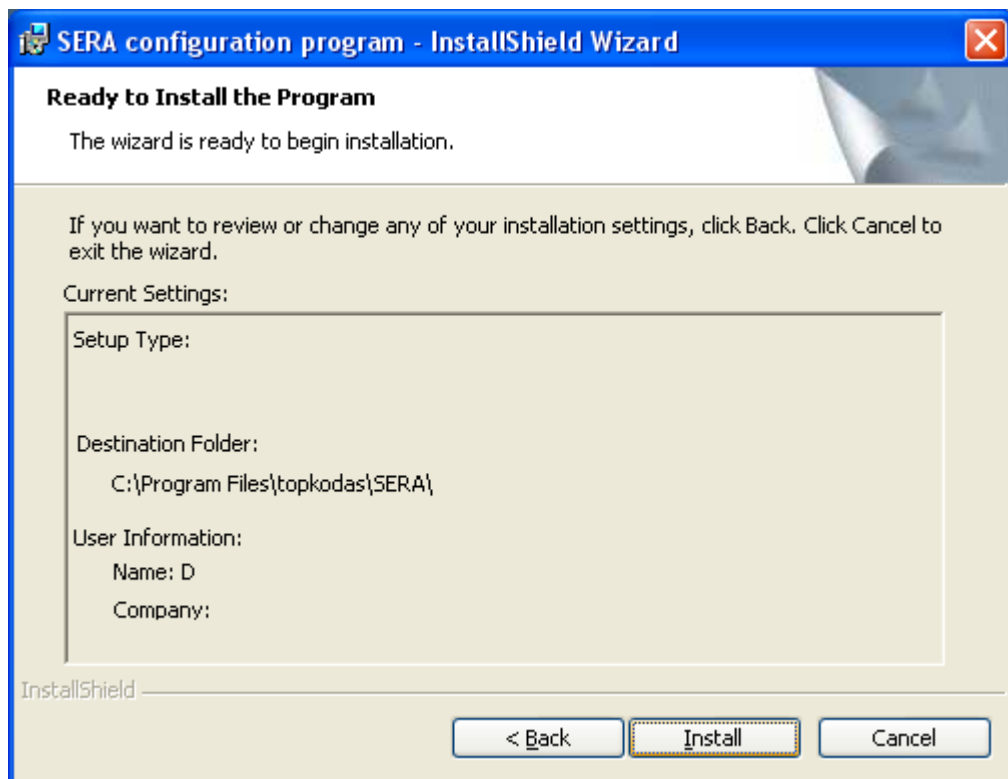 SERA configuration program - InstallShield Wizard
Ready to Install the Program
The wizard is ready to begin installation.
If you want to review or change any of your installation settings, click Back. Click Cancel to
exit the wizard.
Current Settings:
Setup Type:
Destination Folder:
C:\Program Files\topkodas\SERA\
User Information:
Name: D
Company:
InstallShield
< Back
Install
Cancel